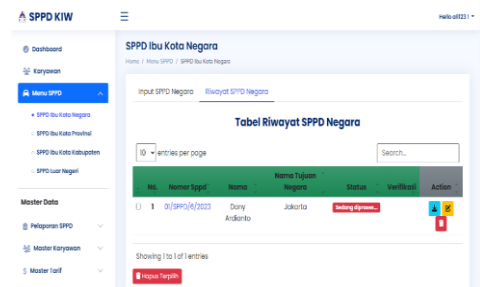 SPPD KIW
Hello ali123!
Dashboard
Karyawan
Menu SPPD
SPPD Ibu Kota Negara
SPPD Ibu Kota Provinsi
SPPD Ibu Kota Kabupaten
SPPD Luar Negeri
Master Data
Pelaporan SPPD
Master Karyawan
Master Tarif
SPPD Ibu Kota Negara
Home / Menu SPPD / SPPD Ibu Kota Negara
Input SPPD Negara Riwayat SPPD Negara
Tabel Riwayat SPPD Negara
10 entries per page Search...
No. Nomor Sppd Nama Nama Tujuan Negara Status Verifikasi Action
1 01/SPPD/6/2023 Dony Ardianto Jakarta Sedang diproses...
Showing 1 to 1 of 1 entries
Hapus Terpilih